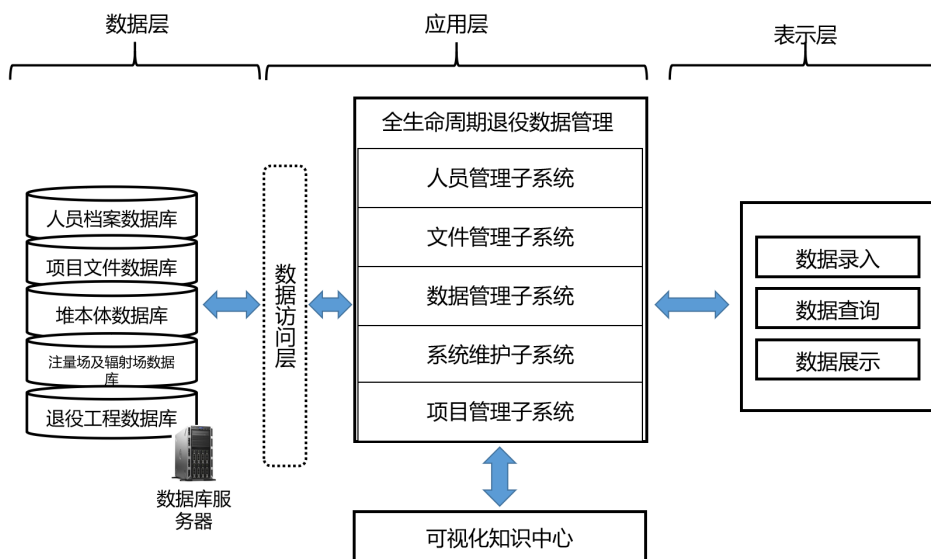 数据层
应用层
表示层
人员档案数据库
项目文件数据库
堆本体数据库
注量场及辐射场数据
库
退役工程数据库
数据库服
务器
数据访问层
全生命周期退役数据管理
人员管理子系统
文件管理子系统
数据管理子系统
系统维护子系统
项目管理子系统
可视化知识中心
数据录入
数据查询
数据展示